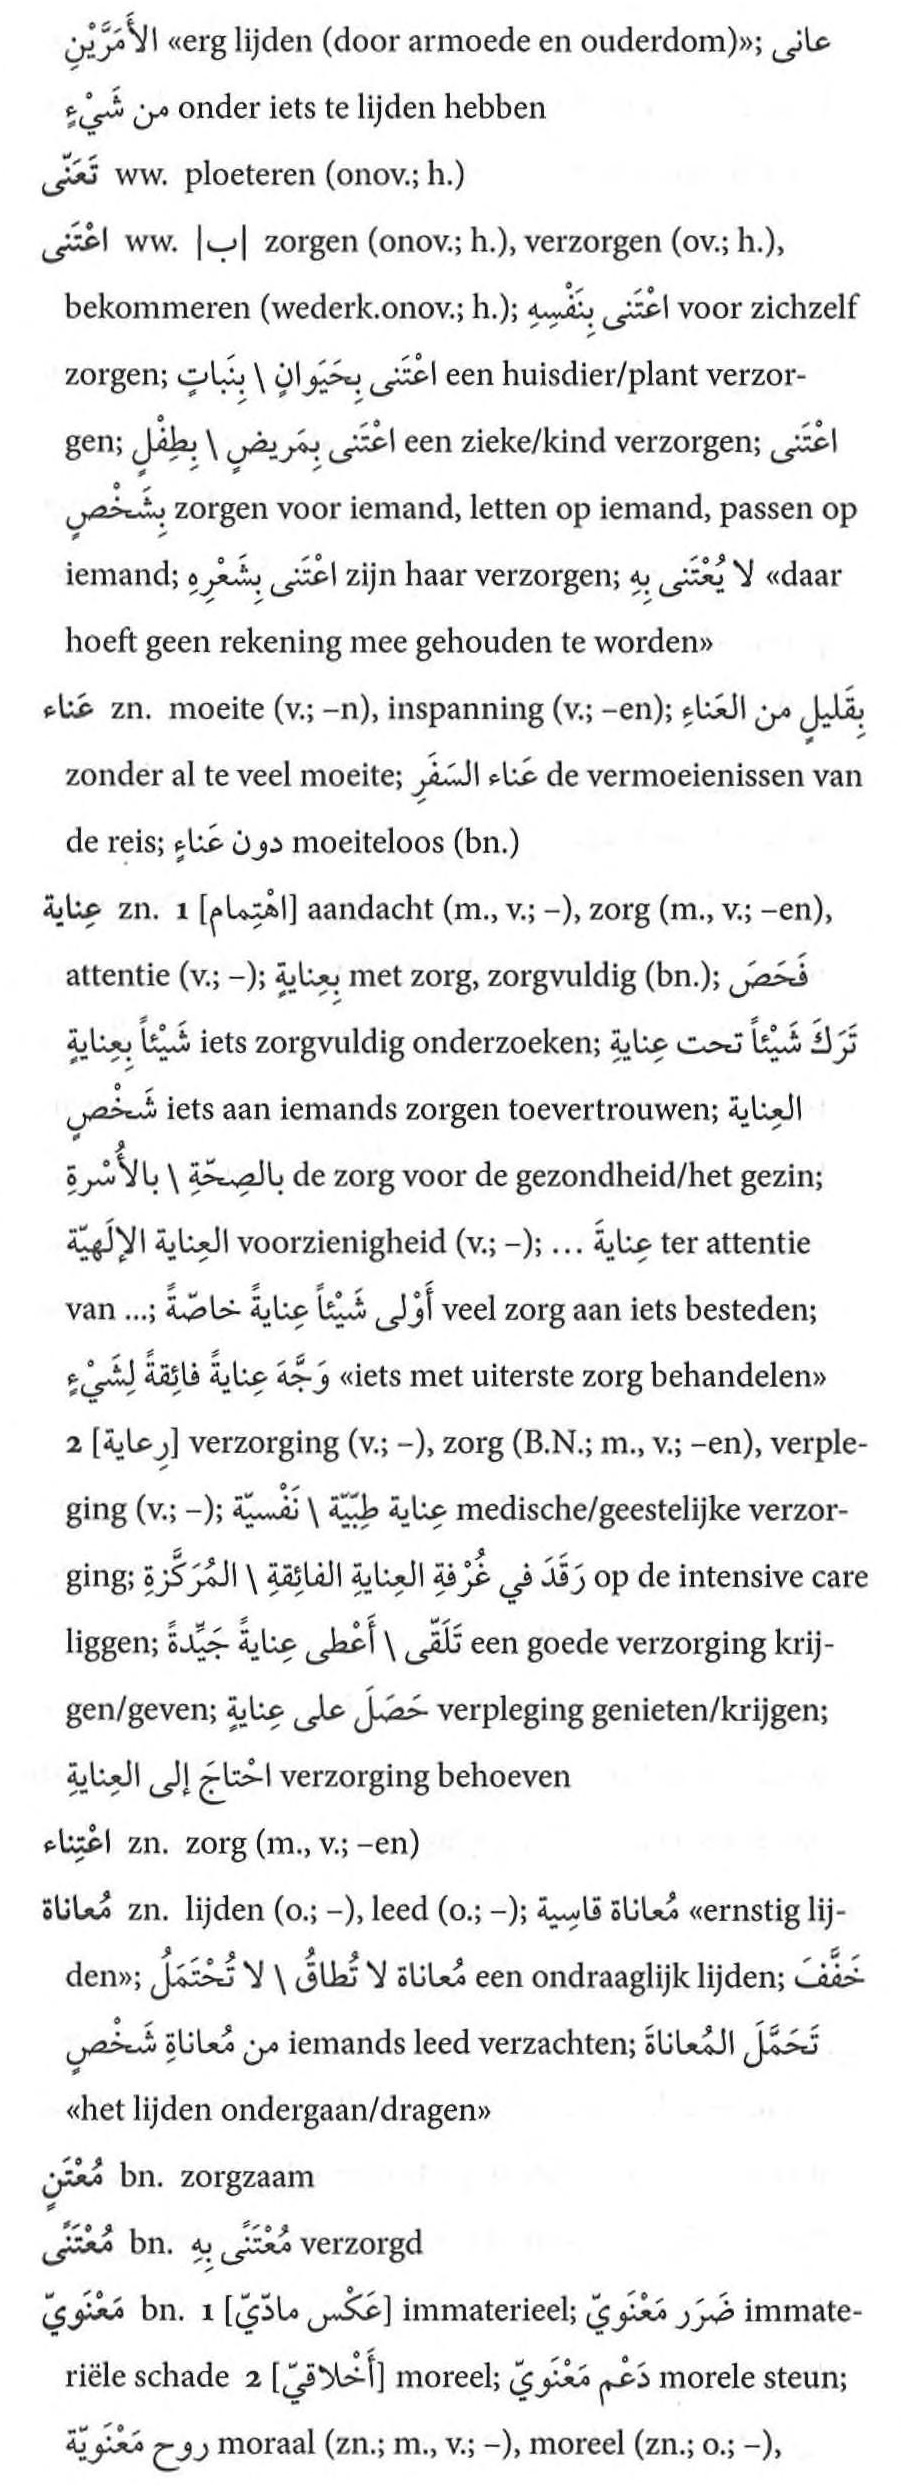 الأَمَرَّيْنِ «erg lijden (door armoede en ouderdom)»; عانى
من شَيْءٍ onder iets te lijden hebben
تَعَنّى ww. ploeteren (onov.; h.)
اعْتَنى ww. |ب| zorgen (onov.; h.), verzorgen (ov.; h.),
bekommeren (wederk.onov.; h.); اعْتَنى بِنَفْسِهِ voor zichzelf
zorgen; اعْتَنى بِحَيَوانٍ \ بِنَباتٍ een huisdier/plant verzor-
gen; اعْتَنى بِمَريضٍ \ بِطِفْلٍ een zieke/kind verzorgen; اعْتَنى
بِشَخْصٍ zorgen voor iemand, letten op iemand, passen op
iemand; اعْتَنى بِشَعْرِهِ zijn haar verzorgen; لا يُعْتَنى بِهِ «daar
hoeft geen rekening mee gehouden te worden»
عَناء zn. moeite (v.; –n), inspanning (v.; –en); بِقَليلٍ من العَناءِ
zonder al te veel moeite; عَناء السَفَرِ de vermoeienissen van
de reis; دون عَناءٍ moeiteloos (bn.)
عِناية zn. 1 [اهْتِمام] aandacht (m., v.; –), zorg (m., v.; –en),
attentie (v.; –); بِعِنايةٍ met zorg, zorgvuldig (bn.); فَحَصَ
شَيْئاً بِعِنايةٍ iets zorgvuldig onderzoeken; تَرَكَ شَيْئاً تحت عِنايةِ
شَخْصٍ iets aan iemands zorgen toevertrouwen; العِناية
بالصِحّةِ \ بالأُسْرةِ de zorg voor de gezondheid/het gezin;
العِناية الإلَهيّة voorzienigheid (v.; –); ... عِنايةَ ter attentie
van ...; أَوْلى شَيْئاً عِنايةً خاصّةً veel zorg aan iets besteden;
وَجَّهَ عِنايةً فائِقةً لِشَيْءٍ «iets met uiterste zorg behandelen»
2 [رِعاية] verzorging (v.; –), zorg (B.N.; m., v.; –en), verple-
ging (v.; –); عِناية طِبّيّة \ نَفْسيّة medische/geestelijke verzor-
ging; رَقَدَ في غُرْفةِ العِنايةِ الفائِقةِ \ المُرَكَّزةِ op de intensive care
liggen; تَلَقّى \ أَعْطى عِنايةً جَيِّدةً een goede verzorging krij-
gen/geven; حَصَلَ على عِنايةٍ verpleging genieten/krijgen;
احْتاجَ إلى العِنايةِ verzorging behoeven
اعْتِناء zn. zorg (m., v.; –en)
مُعاناة zn. lijden (o.; –), leed (o.; –); مُعاناة قاسِية «ernstig lij-
den»; مُعاناة لا تُطاقُ \ لا تُحْتَمَلُ een ondraaglijk lijden; خَفَّفَ
من مُعاناةِ شَخْصٍ iemands leed verzachten; تَحَمَّلَ المُعاناةَ
«het lijden ondergaan/dragen»
مُعْتَنٍ bn. zorgzaam
مُعْتَنًى bn. مُعْتَنًى بِهِ verzorgd
مَعْنَويّ bn. 1 [عَكْس مادّيّ] immaterieel; ضَرَر مَعْنَويّ immate-
riële schade 2 [أَخْلاقيّ] moreel; دَعْم مَعْنَويّ morele steun;
روح مَعْنَويّة moraal (zn.; m., v.; –), moreel (zn.; o.; –),